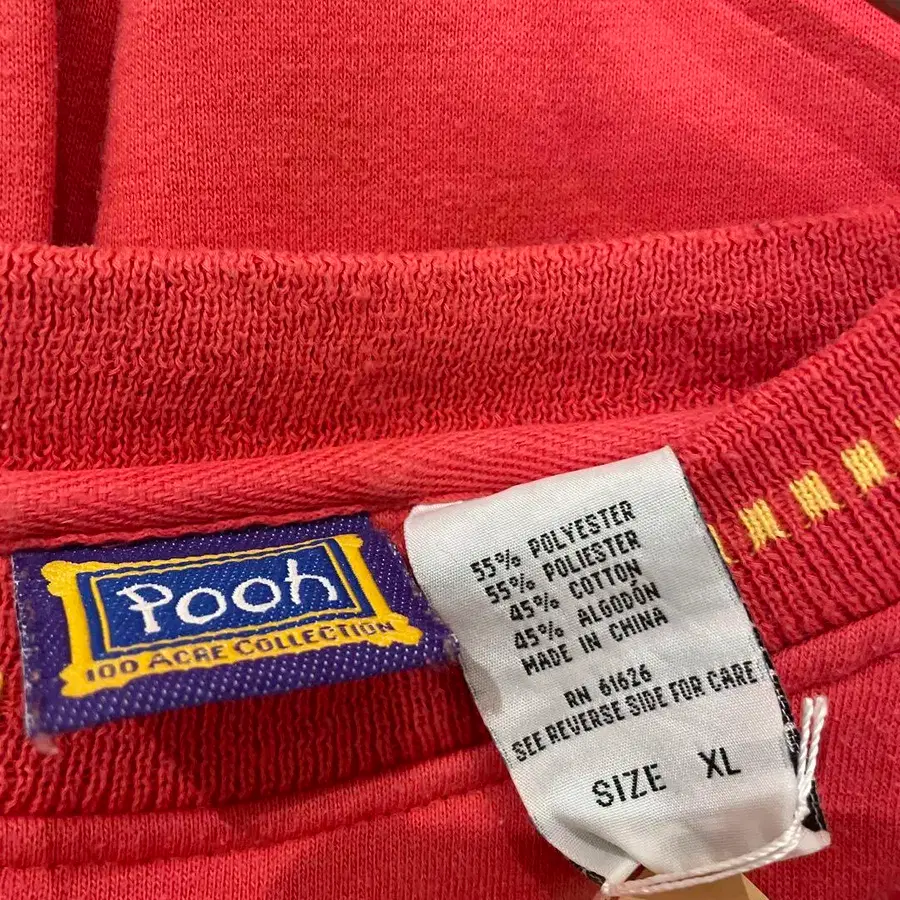 Pooh
100 ACRE COLLECTION
55% POLYESTER
55% POLIESTER
45% COTTON
45% ALGODÓN
MADE IN CHINA
RN 61626
SEE REVERSE SIDE FOR CARE
SIZE XL